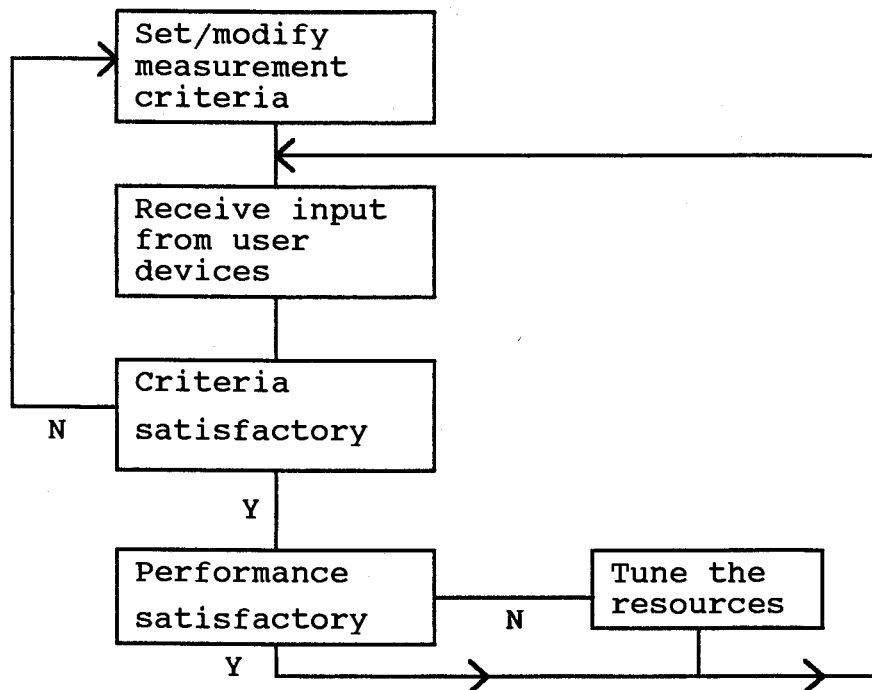 Set/modify
measurement
criteria
Receive input
from user
devices
Criteria
satisfactory
N
Y
Performance
satisfactory
N
Tune the
resources
Y